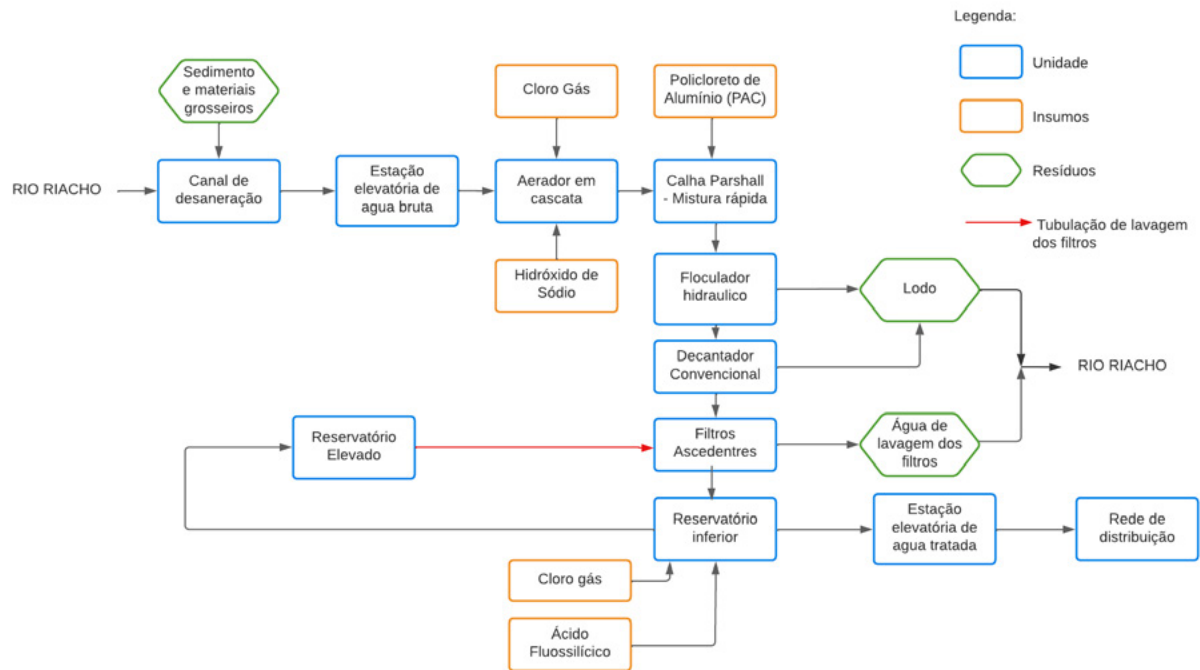 Legenda:
Unidade
Insumos
Resíduos
Tubulação de lavagem
dos filtros
Sedimento
e materiais
grosseiros
Cloro Gás
Policloreto de
Alumínio (PAC)
RIO RIACHO
Canal de
desaneração
Estação
elevatória de
agua bruta
Aerador em
cascata
Calha Parshall
- Mistura rápida
Hidróxido de
Sódio
Floculador
hidraulico
Lodo
Decantador
Convencional
RIO RIACHO
Reservatório
Elevado
Filtros
Ascedentres
Água de
lavagem dos
filtros
Reservatório
inferior
Estação
elevatória de
agua tratada
Rede de
distribuição
Cloro gás
Ácido
Fluossilícico